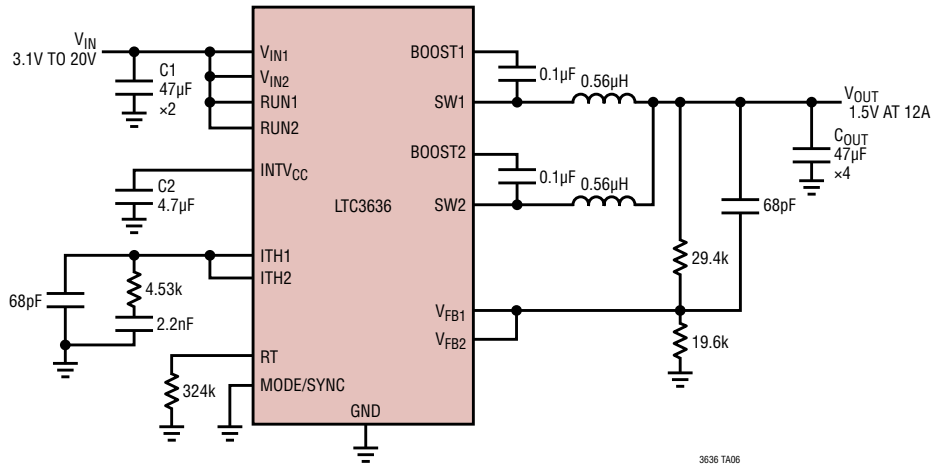 VIN
3.1V TO 20V
C1
47µF
×2
C2
4.7µF
68pF
4.53k
2.2nF
324k
VIN1
VIN2
RUN1
RUN2
INTVCC
ITH1
ITH2
RT
MODE/SYNC
GND
LTC3636
BOOST1
SW1
BOOST2
SW2
VFB1
VFB2
0.1µF
0.56µH
0.1µF
0.56µH
29.4k
19.6k
68pF
VOUT
1.5V AT 12A
COUT
47µF
×4
3636 TA06